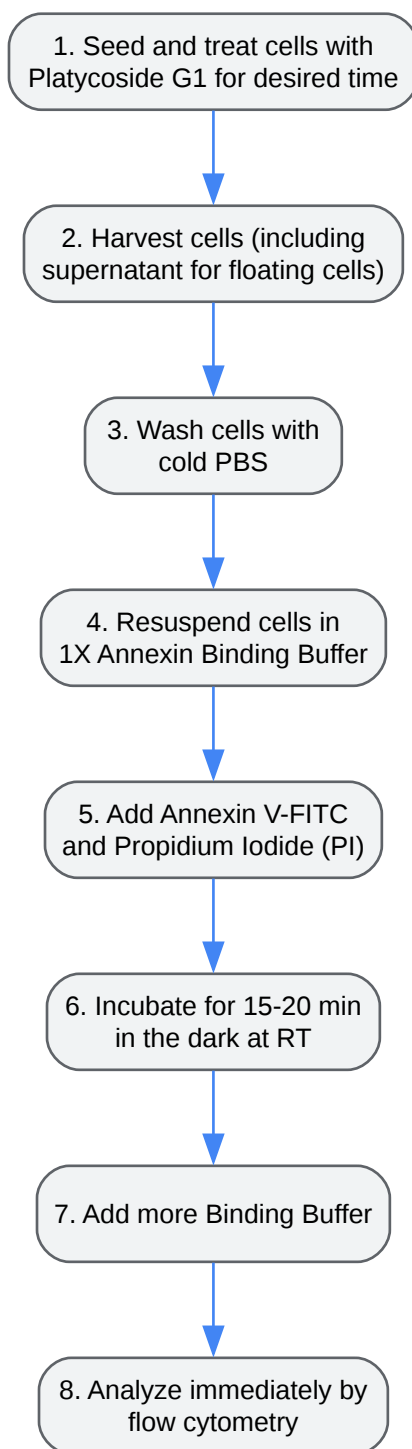 1. Seed and treat cells with
Platycoside G1 for desired time
2. Harvest cells (including
supernatant for floating cells)
3. Wash cells with
cold PBS
4. Resuspend cells in
1X Annexin Binding Buffer
5. Add Annexin V-FITC
and Propidium Iodide (PI)
6. Incubate for 15-20 min
in the dark at RT
7. Add more Binding Buffer
8. Analyze immediately by
flow cytometry